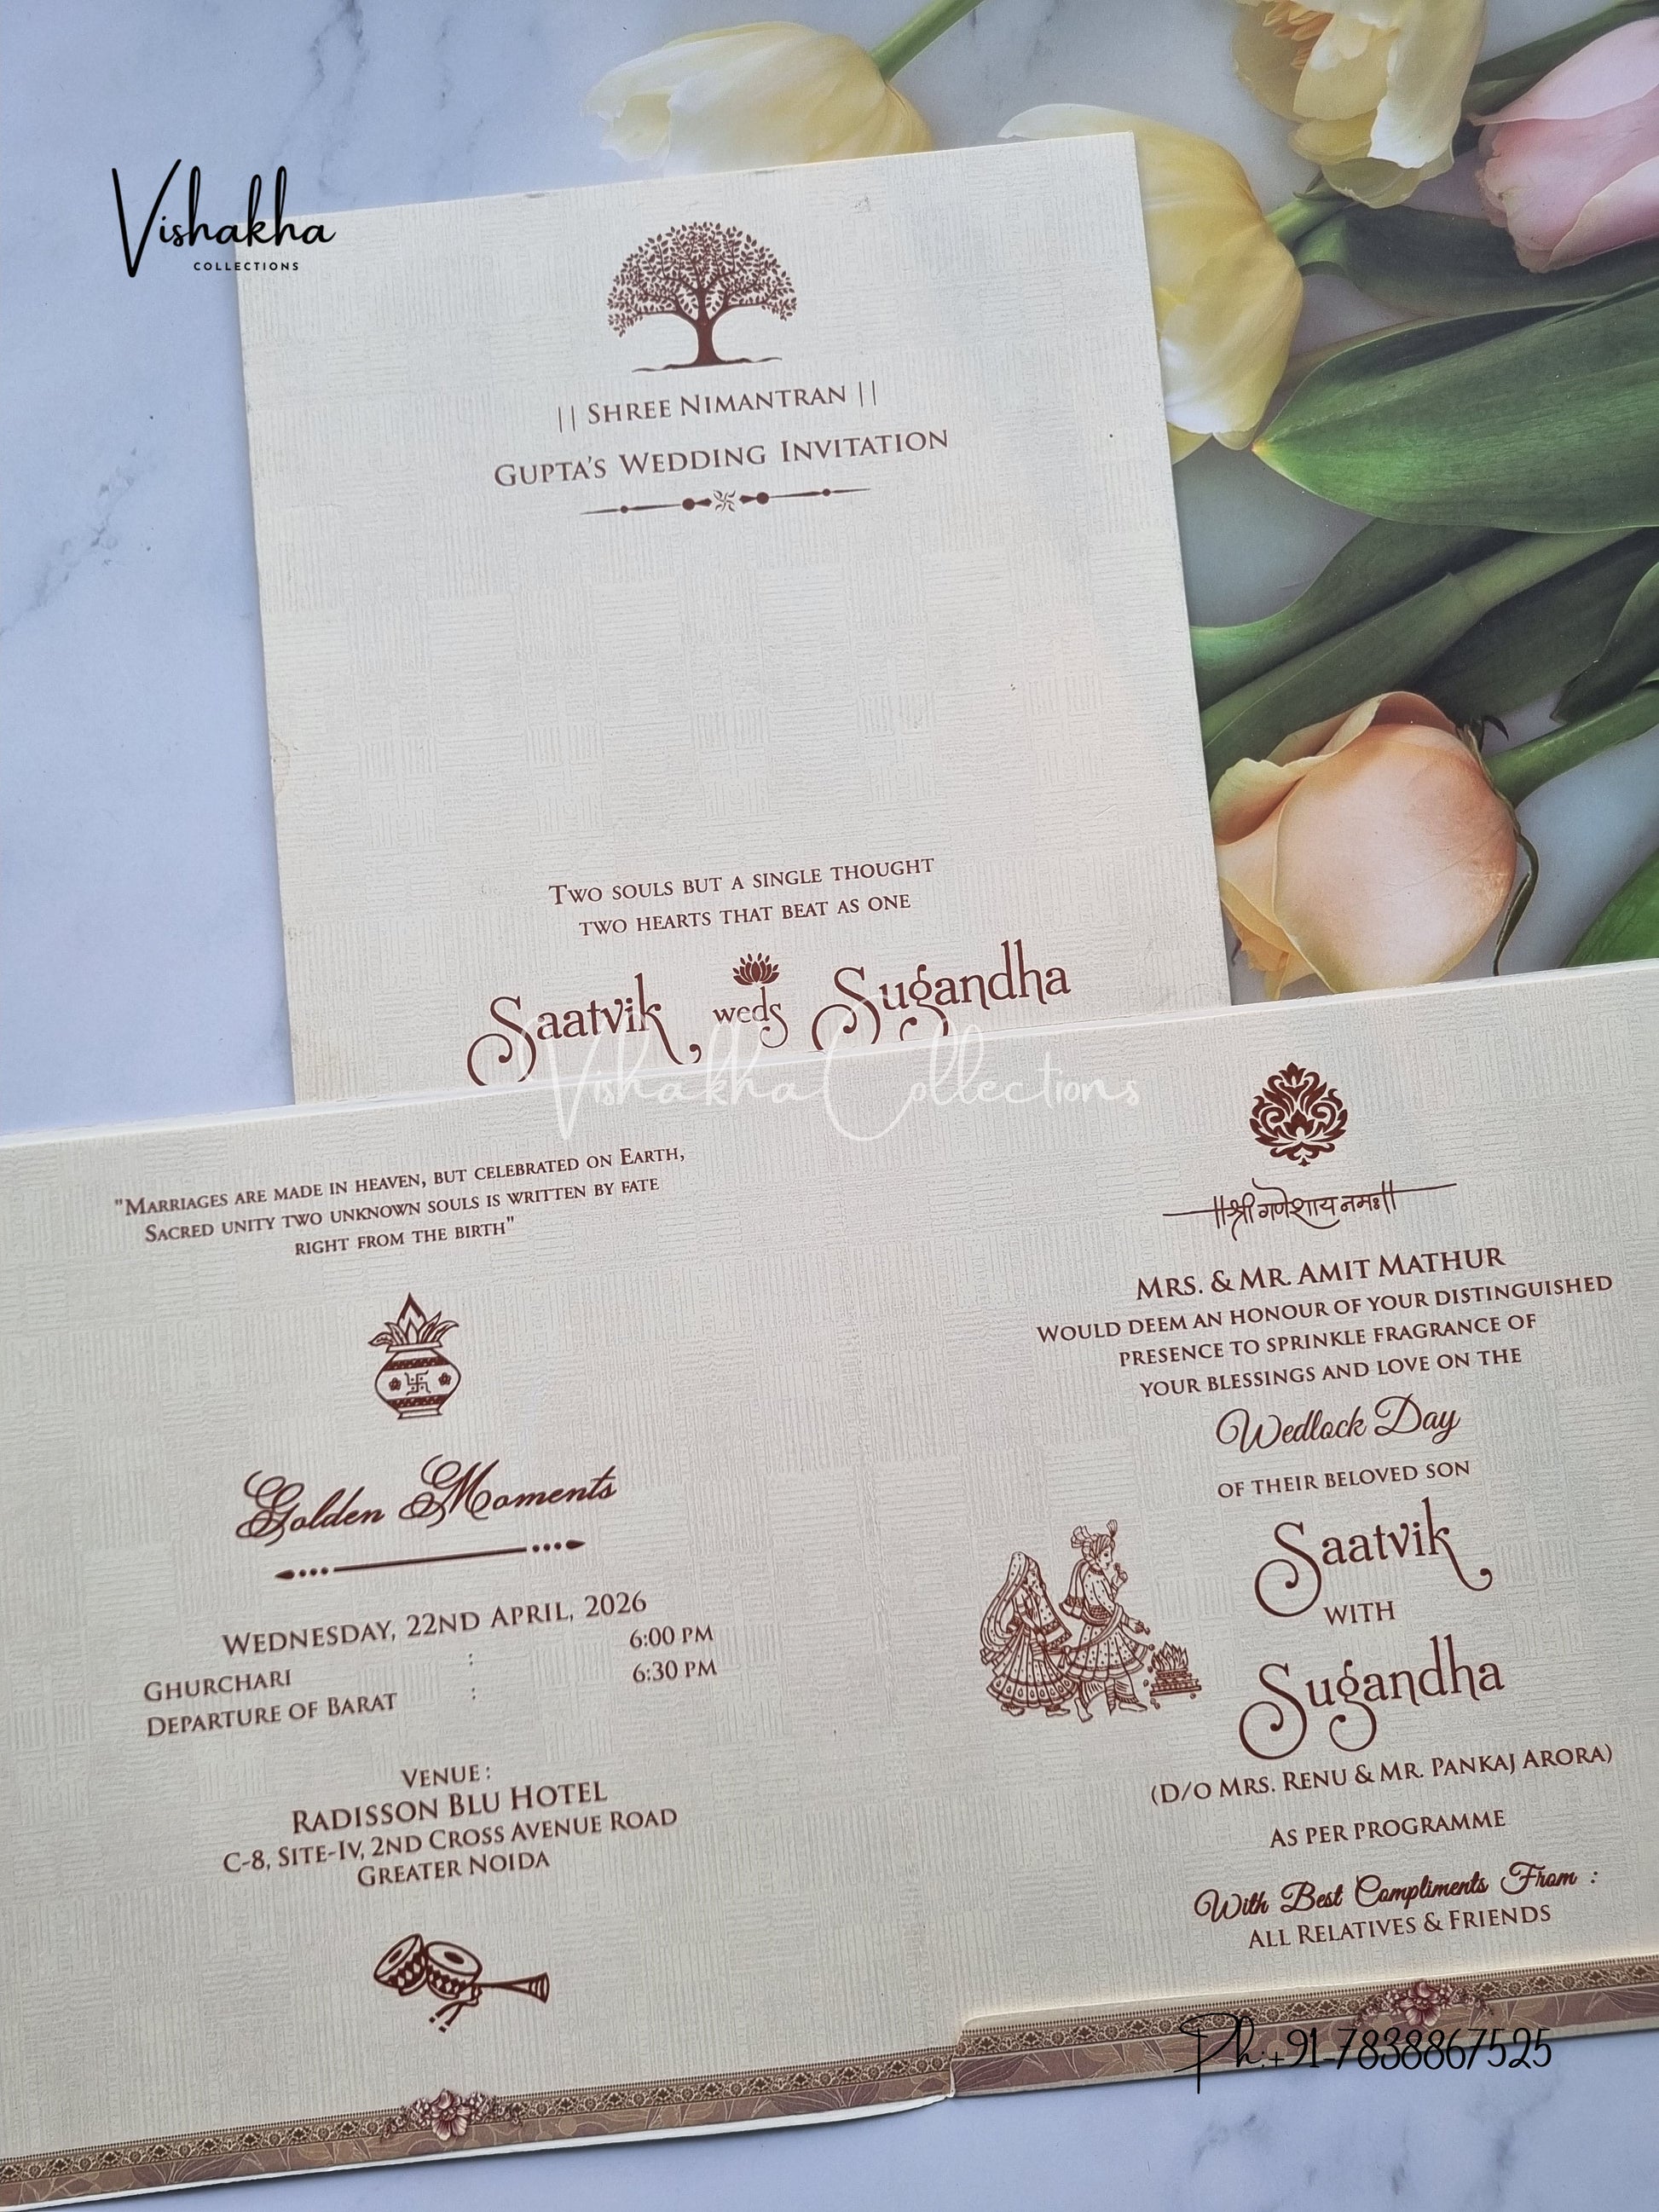 Vishakha
COLLECTIONS
|| SHREE NIMANTRAN ||
GUPTA'S WEDDING INVITATION
TWO SOULS BUT A SINGLE THOUGHT
TWO HEARTS THAT BEAT AS ONE
Saatvik weds Sugandha
Vishakha Collections
"MARRIAGES ARE MADE IN HEAVEN, BUT CELEBRATED ON EARTH,
SACRED UNITY TWO UNKNOWN SOULS IS WRITTEN BY FATE
RIGHT FROM THE BIRTH"
Golden Moments
WEDNESDAY, 22ND APRIL, 2026
GHURCHARI : 6:00 PM
DEPARTURE OF BARAT : 6:30 PM
VENUE :
RADISSON BLU HOTEL
C-8, SITE-IV, 2ND CROSS AVENUE ROAD
GREATER NOIDA
||श्री गणेशाय नमः||
MRS. & MR. AMIT MATHUR
WOULD DEEM AN HONOUR OF YOUR DISTINGUISHED
PRESENCE TO SPRINKLE FRAGRANCE OF
YOUR BLESSINGS AND LOVE ON THE
Wedlock Day
OF THEIR BELOVED SON
Saatvik
WITH
Sugandha
(D/O MRS. RENU & MR. PANKAJ ARORA)
AS PER PROGRAMME
With Best Compliments From :
ALL RELATIVES & FRIENDS
Ph:+91-7838867525